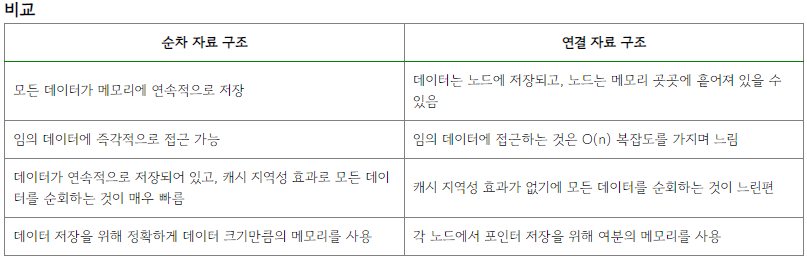 비교
순차 자료 구조
연결 자료 구조
모든 데이터가 메모리에 연속적으로 저장
데이터는 노드에 저장되고, 노드는 메모리 곳곳에 흩어져 있을 수
있음
임의 데이터에 즉각적으로 접근 가능
임의 데이터에 접근하는 것은 O(n) 복잡도를 가지며 느림
데이터가 연속적으로 저장되어 있고, 캐시 지역성 효과로 모든 데이
터를 순회하는 것이 매우 빠름
캐시 지역성 효과가 없기에 모든 데이터를 순회하는 것이 느린편
데이터 저장을 위해 정확하게 데이터 크기만큼의 메모리를 사용
각 노드에서 포인터 저장을 위해 여분의 메모리를 사용